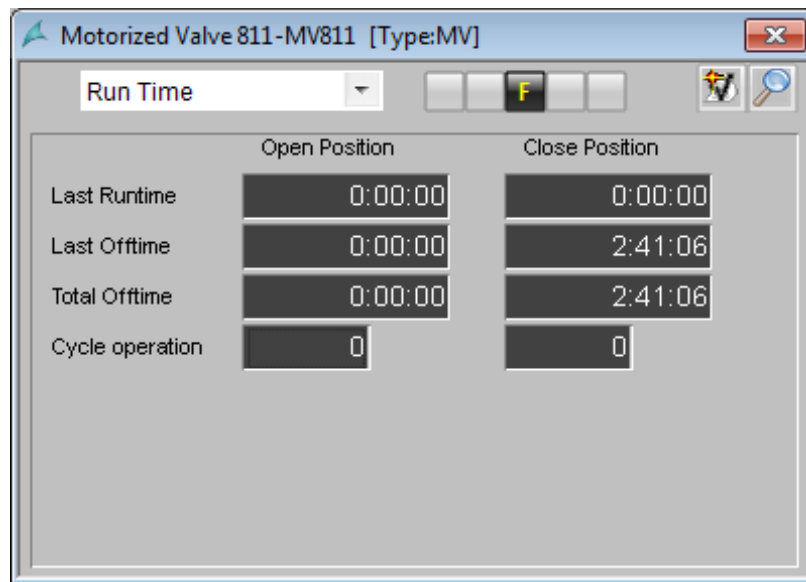 Motorized Valve 811-MV811 [Type:MV]
Run Time F
Open Position Close Position
Last Runtime 0:00:00 0:00:00
Last Offtime 0:00:00 2:41:06
Total Offtime 0:00:00 2:41:06
Cycle operation 0 0